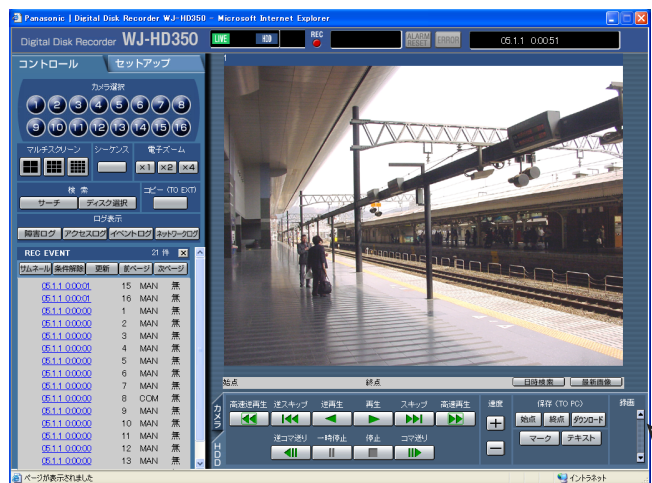 Panasonic | Digital Disk Recorder WJ-HD350 - Microsoft Internet Explorer
Digital Disk Recorder WJ-HD350
LIVE HDD REC ALARM RESET ERROR 05.1.1 0:00:51
コントロール セットアップ
1
カメラ選択
1 2 3 4 5 6 7 8
9 10 11 12 13 14 15 16
マルチスクリーン シーケンス 電子ズーム
×1 ×2 ×4
検 索 コピー (TO EXT)
サーチ ディスク選択
ログ表示
障害ログ アクセスログ イベントログ ネットワークログ
REC EVENT 21 件
サムネール 条件解除 更新 前ページ 次ページ
05.1.1 0:00:01 15 MAN 無
05.1.1 0:00:01 16 MAN 無
05.1.1 0:00:00 1 MAN 無
05.1.1 0:00:00 2 MAN 無
05.1.1 0:00:00 3 MAN 無
05.1.1 0:00:00 4 MAN 無
05.1.1 0:00:00 5 MAN 無
05.1.1 0:00:00 6 MAN 無
05.1.1 0:00:00 7 MAN 無
05.1.1 0:00:00 8 COM 無
05.1.1 0:00:00 9 MAN 無
05.1.1 0:00:00 10 MAN 無
05.1.1 0:00:00 11 MAN 無
05.1.1 0:00:00 12 MAN 無
05.1.1 0:00:00 13 MAN 無
始点 終点 日時検索 最新画像
カメラ
HDD
高速逆再生 逆スキップ 逆再生 再生 スキップ 高速再生 速度 保存 (TO PC) 録画
始点 終点 ダウンロード
逆コマ送り 一時停止 停止 コマ送り
マーク テキスト
ページが表示されました
イントラネット